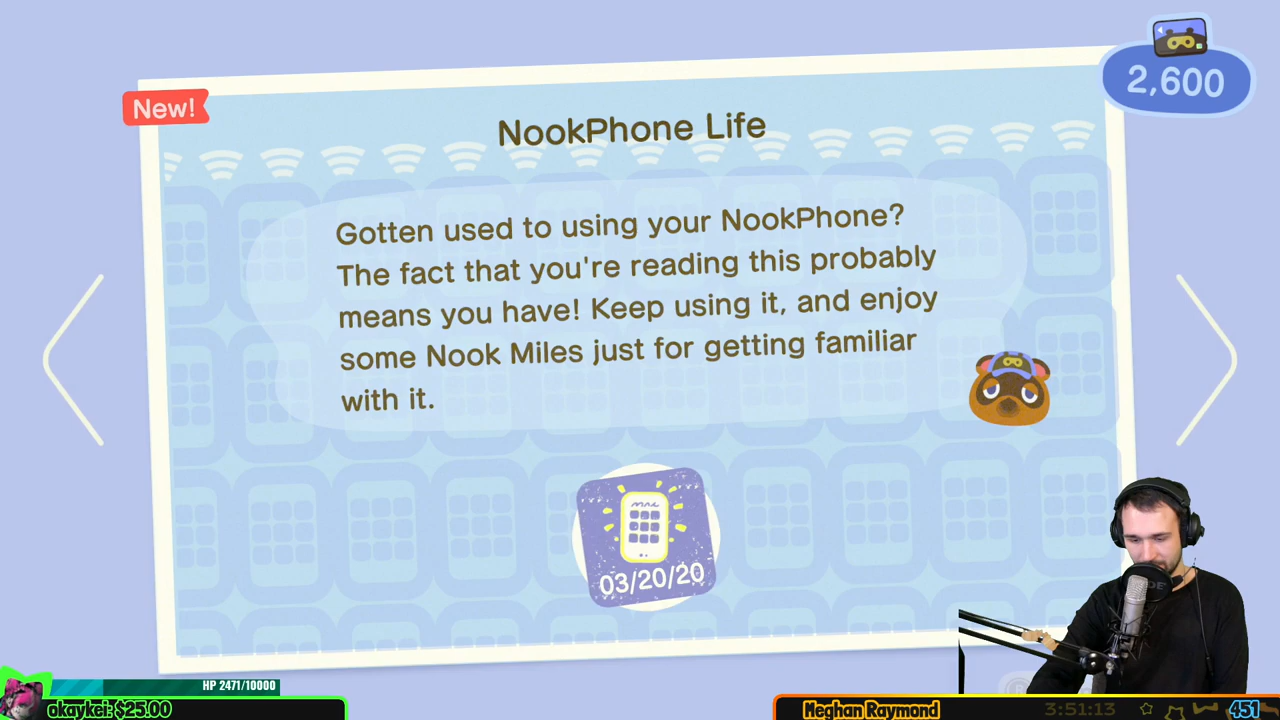 2,600
New!
NookPhone Life
Gotten used to using your NookPhone?
The fact that you're reading this probably
means you have! Keep using it, and enjoy
some Nook Miles just for getting familiar
with it.
03/20/20
HP 2471/10000
okaykei: $25.00
Meghan Raymond
3:51:13
451